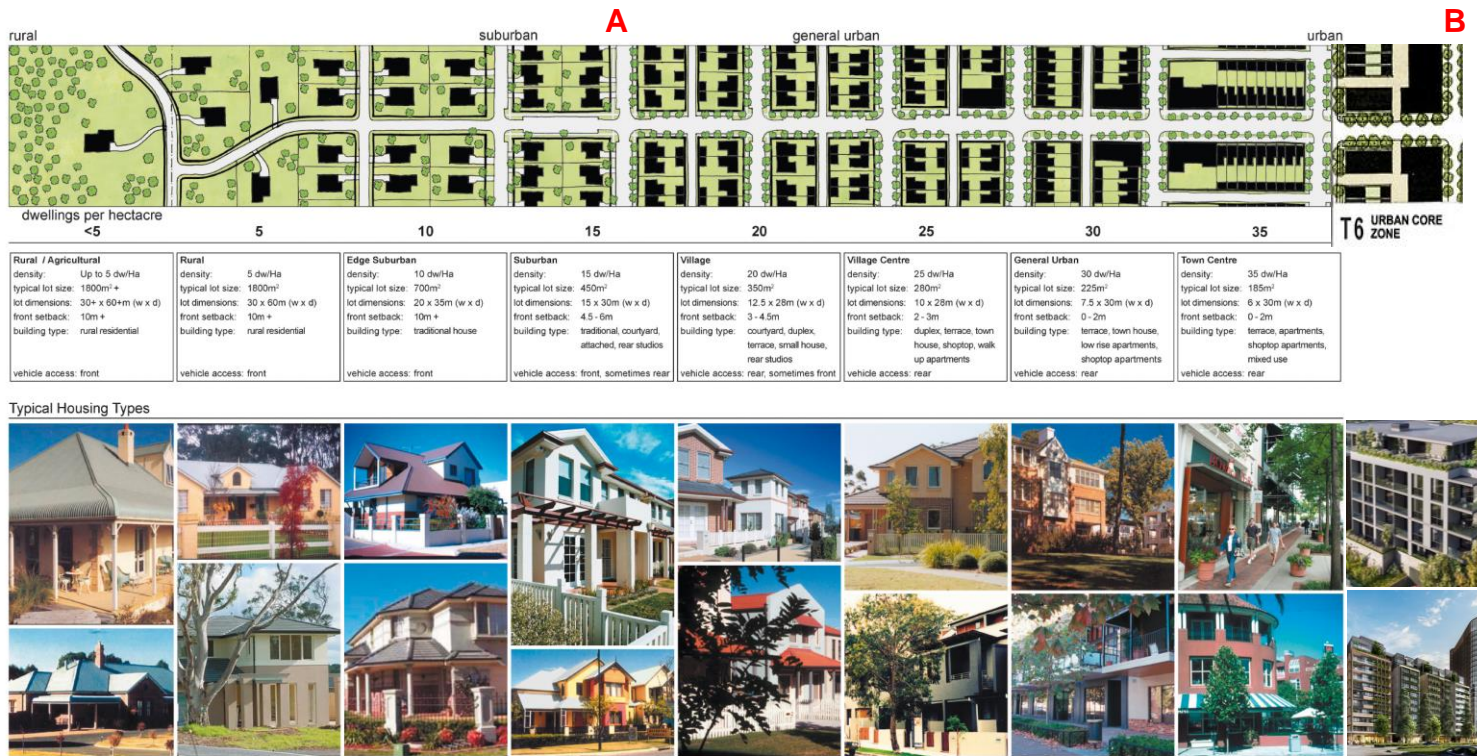 A
B
rural
suburban
general urban
urban
dwellings per hectacre
<5
5
10
15
20
25
30
35
T6 URBAN CORE
ZONE
Rural / Agricultural
density: Up to 5 dw/Ha
typical lot size: 1800m² +
lot dimensions: 30+ x 60+m (w x d)
front setback: 10m +
building type: rural residential
vehicle access: front
Rural
density: 5 dw/Ha
typical lot size: 1800m²
lot dimensions: 30 x 60m (w x d)
front setback: 10m +
building type: rural residential
vehicle access: front
Edge Suburban
density: 10 dw/Ha
typical lot size: 700m²
lot dimensions: 20 x 35m (w x d)
front setback: 10m +
building type: traditional house
vehicle access: front
Suburban
density: 15 dw/Ha
typical lot size: 450m²
lot dimensions: 15 x 30m (w x d)
front setback: 4.5 - 6m
building type: traditional, courtyard,
attached, rear studios
vehicle access: front, sometimes rear
Village
density: 20 dw/Ha
typical lot size: 350m²
lot dimensions: 12.5 x 28m (w x d)
front setback: 3 - 4.5m
building type: courtyard, duplex,
terrace, small house,
rear studios
vehicle access: rear, sometimes front
Village Centre
density: 25 dw/Ha
typical lot size: 280m²
lot dimensions: 10 x 28m (w x d)
front setback: 2 - 3m
building type: duplex, terrace, town
house, shoptop, walk
up apartments
vehicle access: rear
General Urban
density: 30 dw/Ha
typical lot size: 225m²
lot dimensions: 7.5 x 30m (w x d)
front setback: 0 - 2m
building type: terrace, town house,
low rise apartments,
shoptop apartments
vehicle access: rear
Town Centre
density: 35 dw/Ha
typical lot size: 185m²
lot dimensions: 6 x 30m (w x d)
front setback: 0 - 2m
building type: terrace, apartments,
shoptop apartments,
mixed use
vehicle access: rear
Typical Housing Types